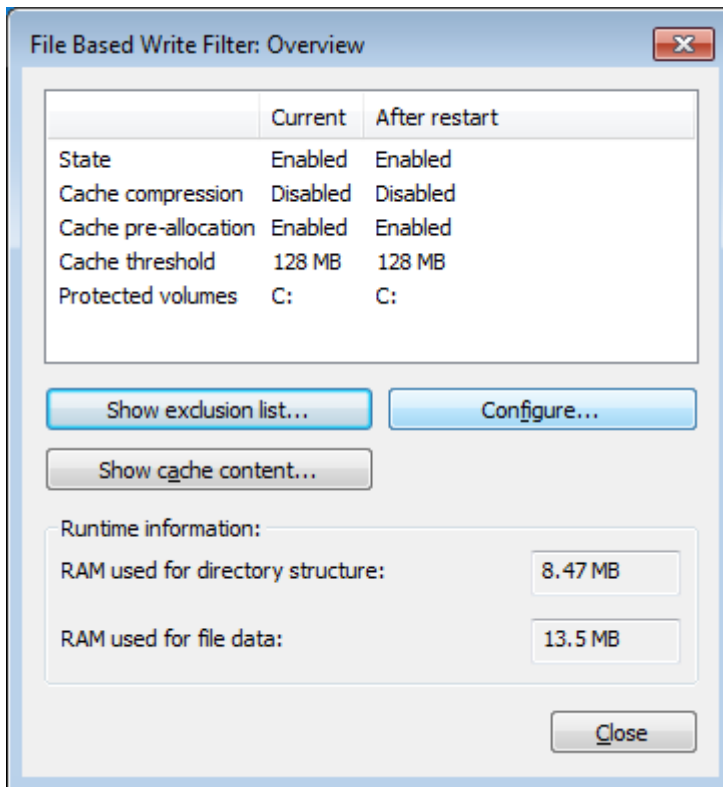 File Based Write Filter: Overview
Current After restart
State Enabled Enabled
Cache compression Disabled Disabled
Cache pre-allocation Enabled Enabled
Cache threshold 128 MB 128 MB
Protected volumes C: C:
Show exclusion list... Configure...
Show cache content...
Runtime information:
RAM used for directory structure: 8.47 MB
RAM used for file data: 13.5 MB
Close